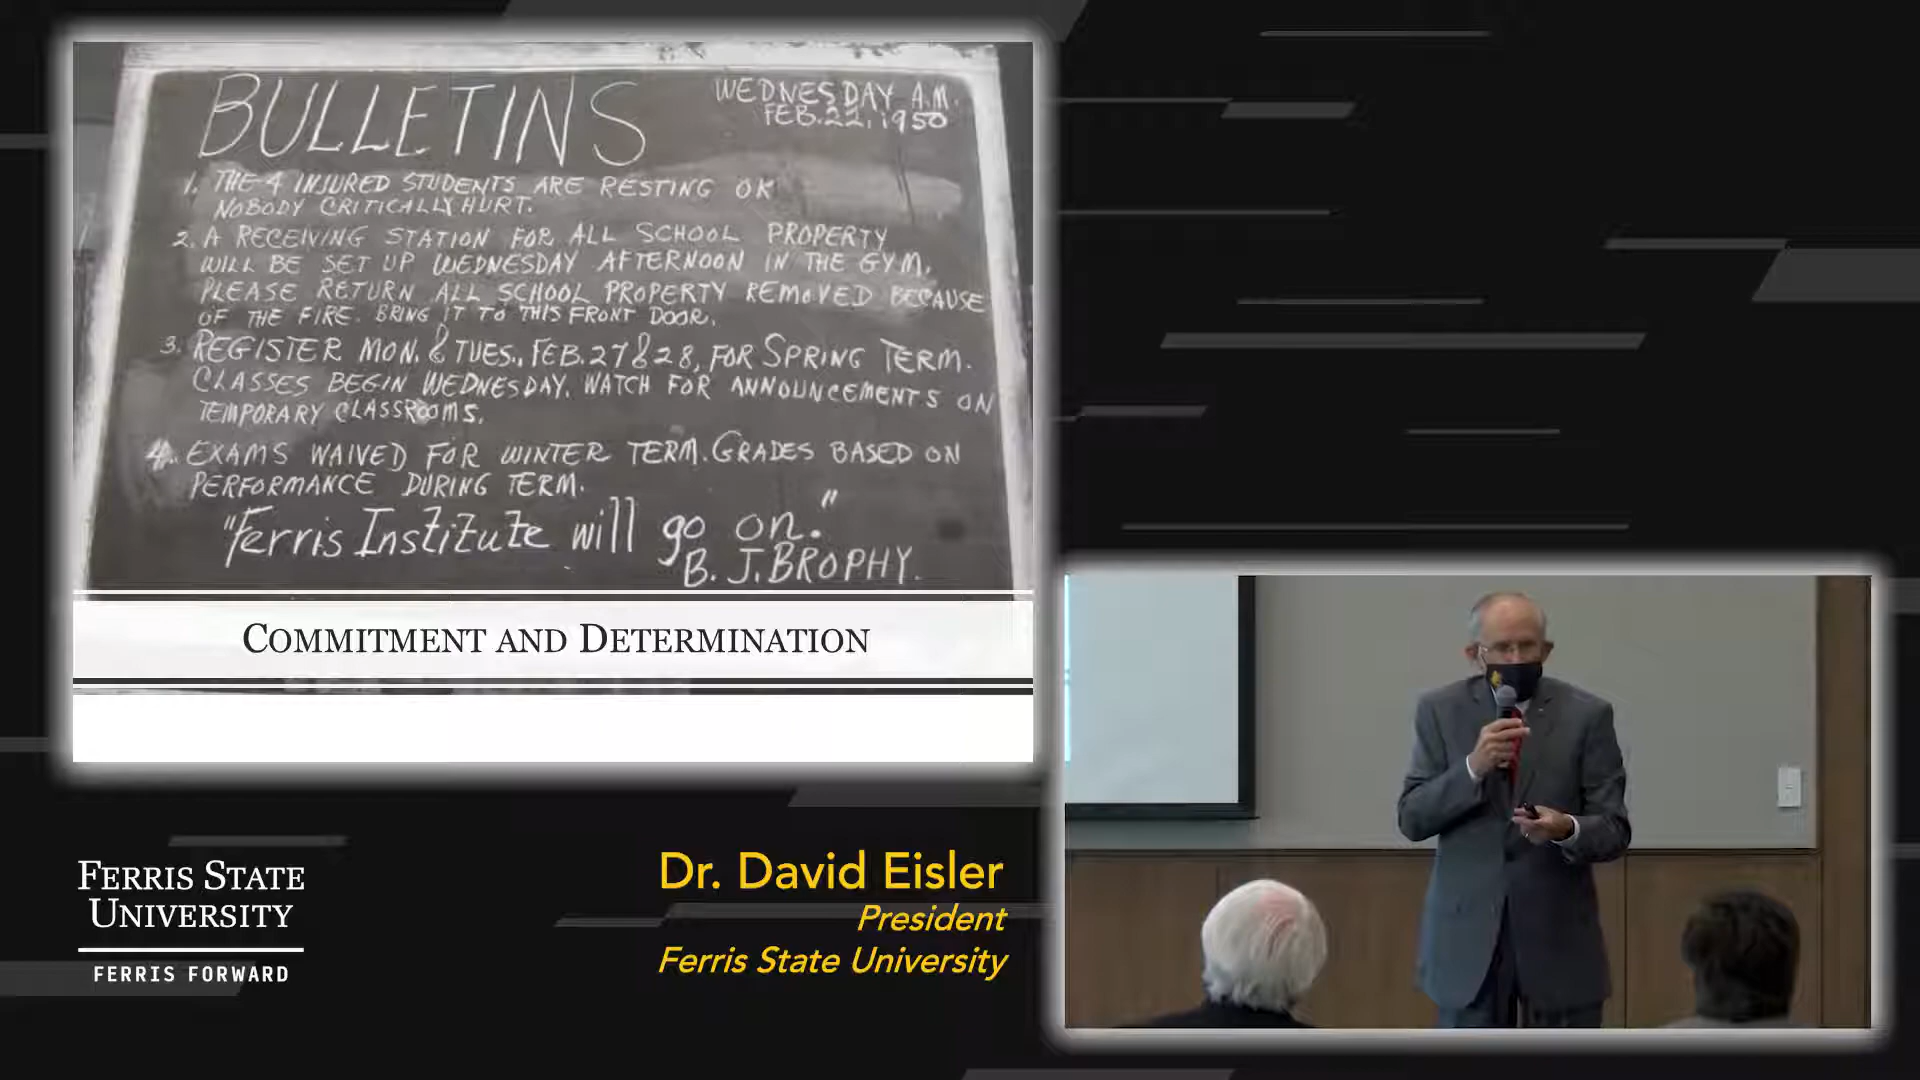 BULLETINS
WEDNESDAY A.M.
FEB. 22, 1950
1. THE 4 INJURED STUDENTS ARE RESTING OK
NOBODY CRITICALLY HURT.
2. A RECEIVING STATION FOR ALL SCHOOL PROPERTY
WILL BE SET UP WEDNESDAY AFTERNOON IN THE GYM.
PLEASE RETURN ALL SCHOOL PROPERTY REMOVED BECAUSE
OF THE FIRE. BRING IT TO THIS FRONT DOOR.
3. REGISTER MON. & TUES., FEB. 27 & 28, FOR SPRING TERM.
CLASSES BEGIN WEDNESDAY. WATCH FOR ANNOUNCEMENTS ON
TEMPORARY CLASSROOMS.
4. EXAMS WAIVED FOR WINTER TERM. GRADES BASED ON
PERFORMANCE DURING TERM.
"Ferris Institute will go on."
B. J. BROPHY.
COMMITMENT AND DETERMINATION
FERRIS STATE
UNIVERSITY
FERRIS FORWARD
Dr. David Eisler
President
Ferris State University